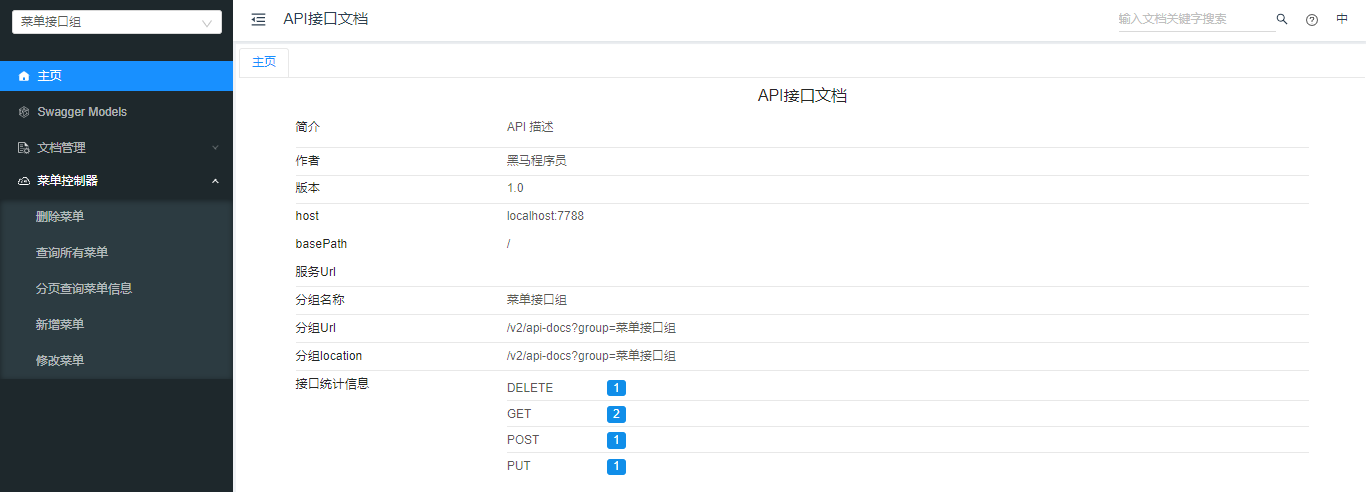 菜单接口组
主页
Swagger Models
文档管理
菜单控制器
删除菜单
查询所有菜单
分页查询菜单信息
新增菜单
修改菜单
API接口文档
输入文档关键字搜索
中
主页
API接口文档
简介 API 描述
作者 黑马程序员
版本 1.0
host localhost:7788
basePath /
服务Url
分组名称 菜单接口组
分组Url /v2/api-docs?group=菜单接口组
分组location /v2/api-docs?group=菜单接口组
接口统计信息 DELETE 1
GET 2
POST 1
PUT 1